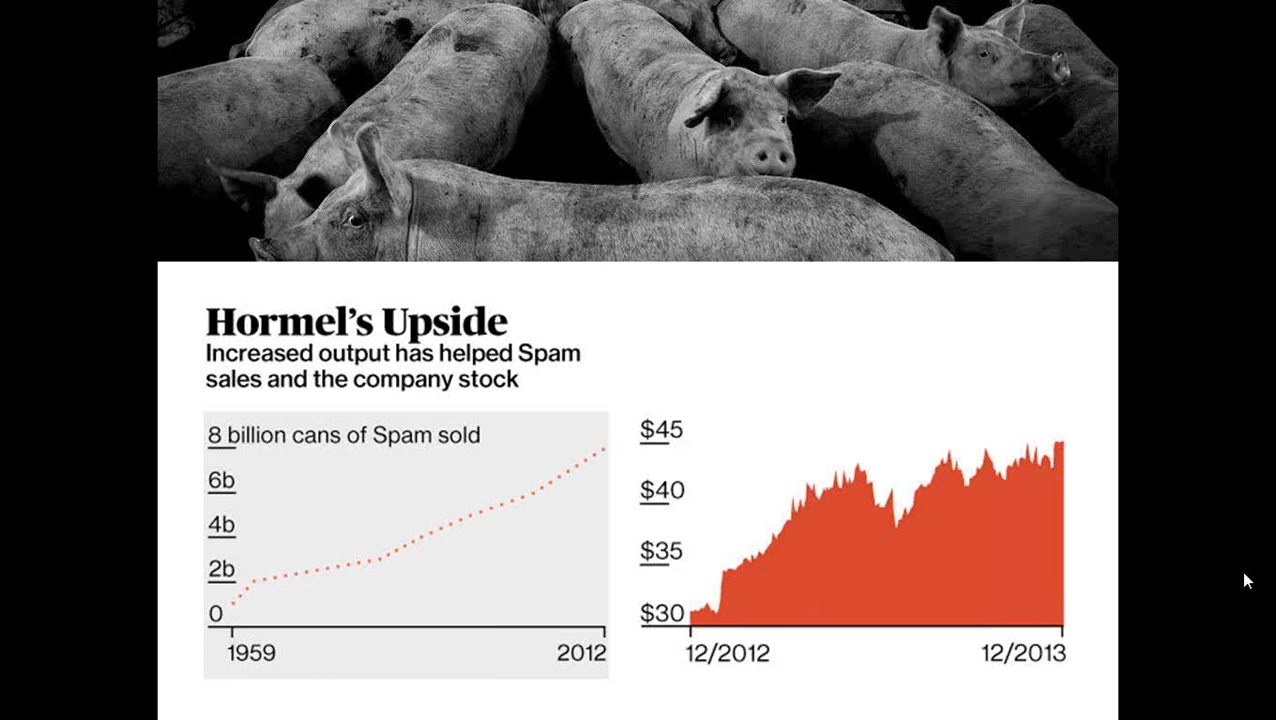 Hormel's Upside
Increased output has helped Spam
sales and the company stock
8 billion cans of Spam sold
6b
4b
2b
0
1959
2012
$45
$40
$35
$30
12/2012
12/2013